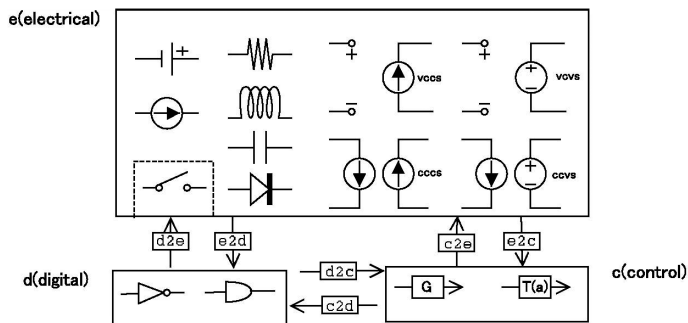 e(electrical)
+
+
+
vccs
+
−
vcvs
−
−
cccs
+
−
ccvs
d2e
e2d
c2e
e2c
d(digital)
d2c
c(control)
c2d
G
T(a)